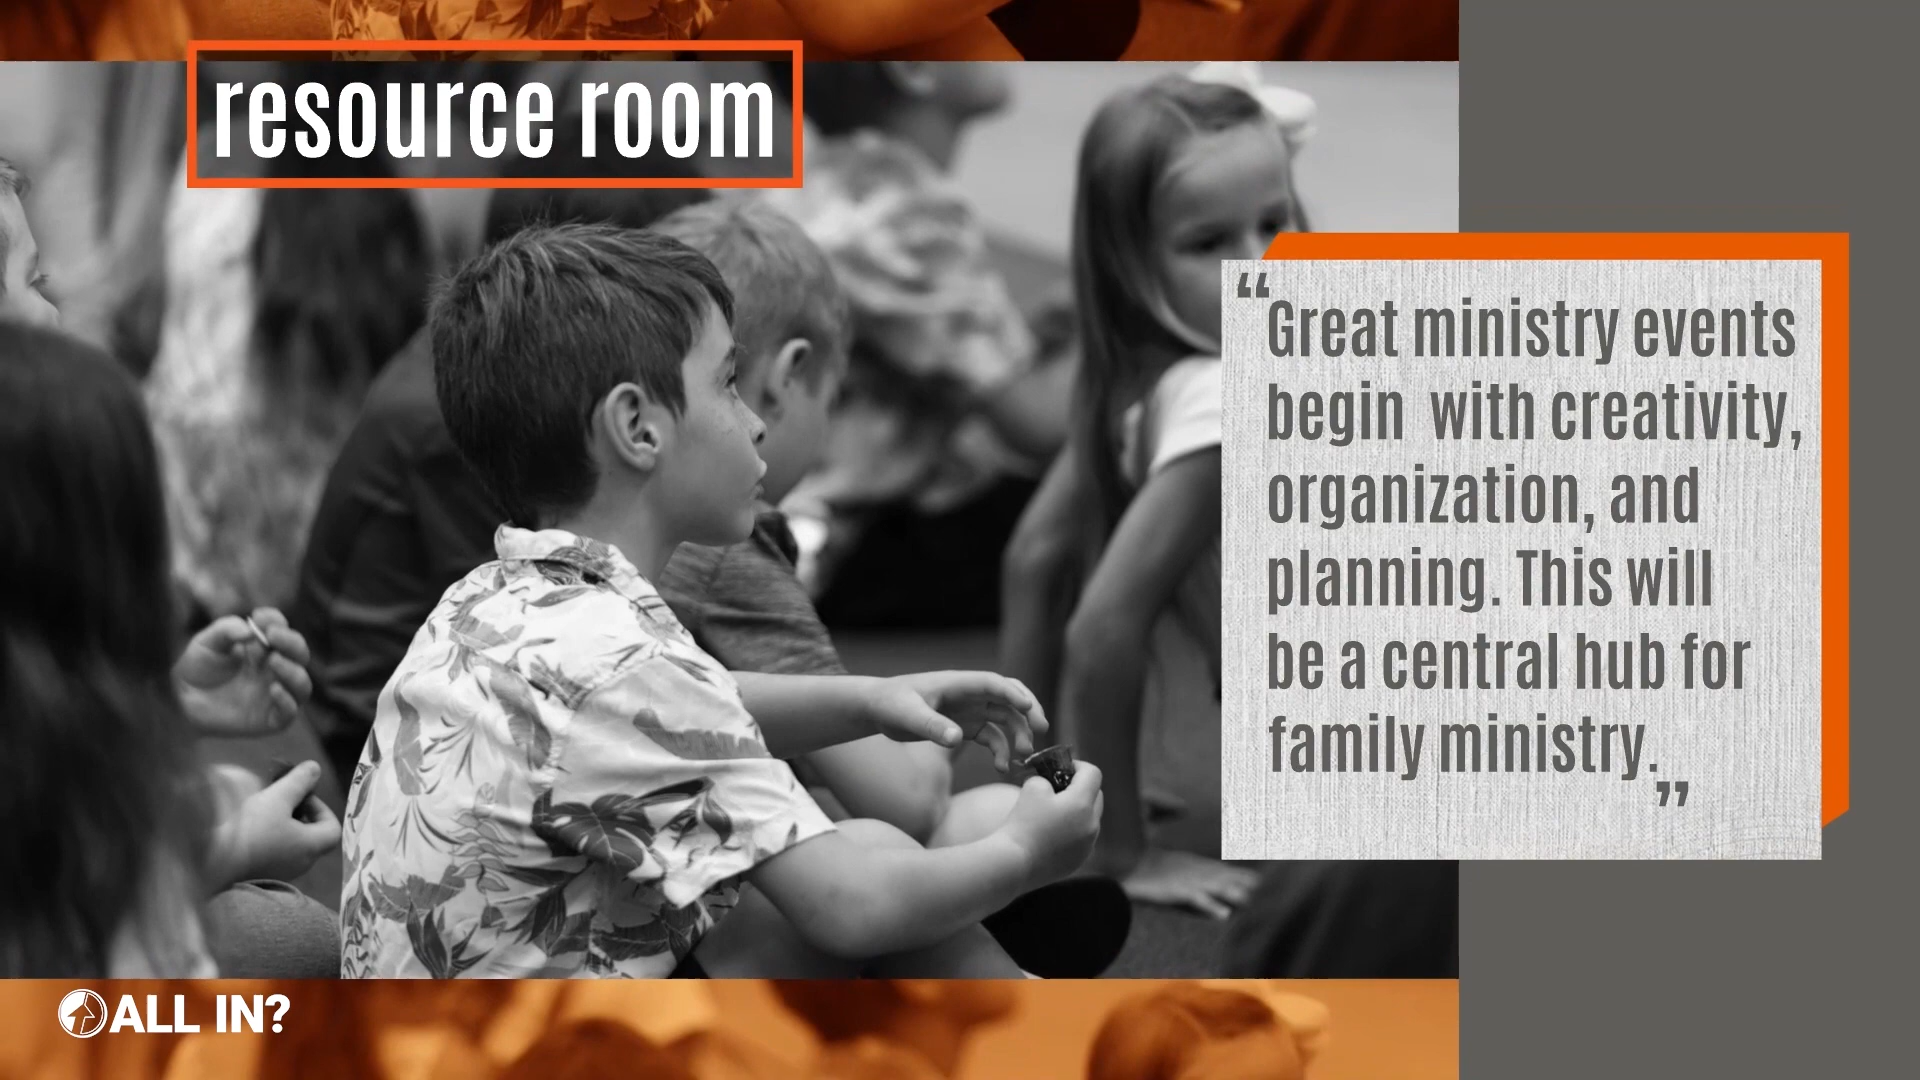 resource room
“Great ministry events
begin  with creativity,
organization, and
planning. This will
be a central hub for
family ministry.”
ALL IN?